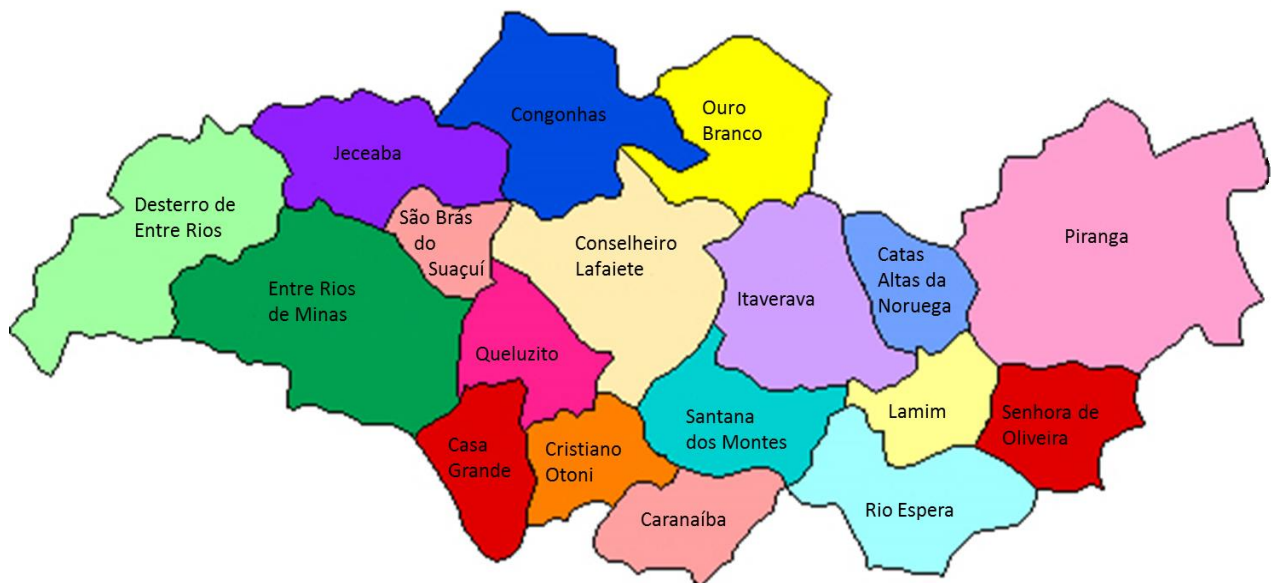 Congonhas
Ouro
Branco
Jeceaba
Desterro de
Entre Rios
São Brás
do
Suaçuí
Conselheiro
Lafaiete
Catas
Altas da
Noruega
Piranga
Entre Rios
de Minas
Itaverava
Queluzito
Santana
dos Montes
Lamim
Senhora de
Oliveira
Casa
Grande
Cristiano
Otoni
Caranaíba
Rio Espera